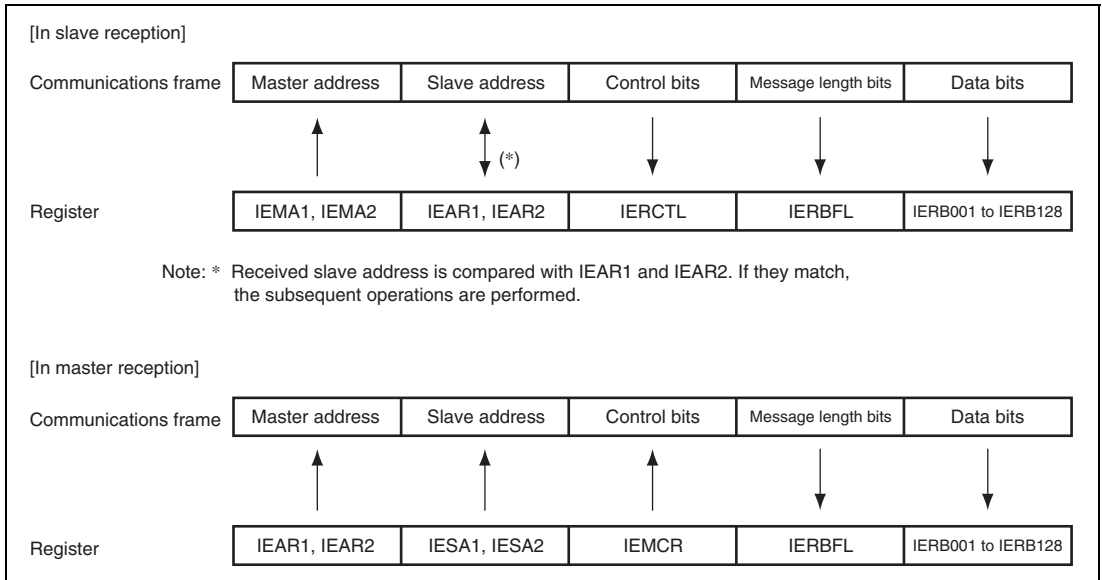 [In slave reception]
Communications frame Master address Slave address Control bits Message length bits Data bits
(*)
Register IEMA1, IEMA2 IEAR1, IEAR2 IERCTL IERBFL IERB001 to IERB128
Note: * Received slave address is compared with IEAR1 and IEAR2. If they match,
the subsequent operations are performed.
[In master reception]
Communications frame Master address Slave address Control bits Message length bits Data bits
Register IEAR1, IEAR2 IESA1, IESA2 IEMCR IERBFL IERB001 to IERB128